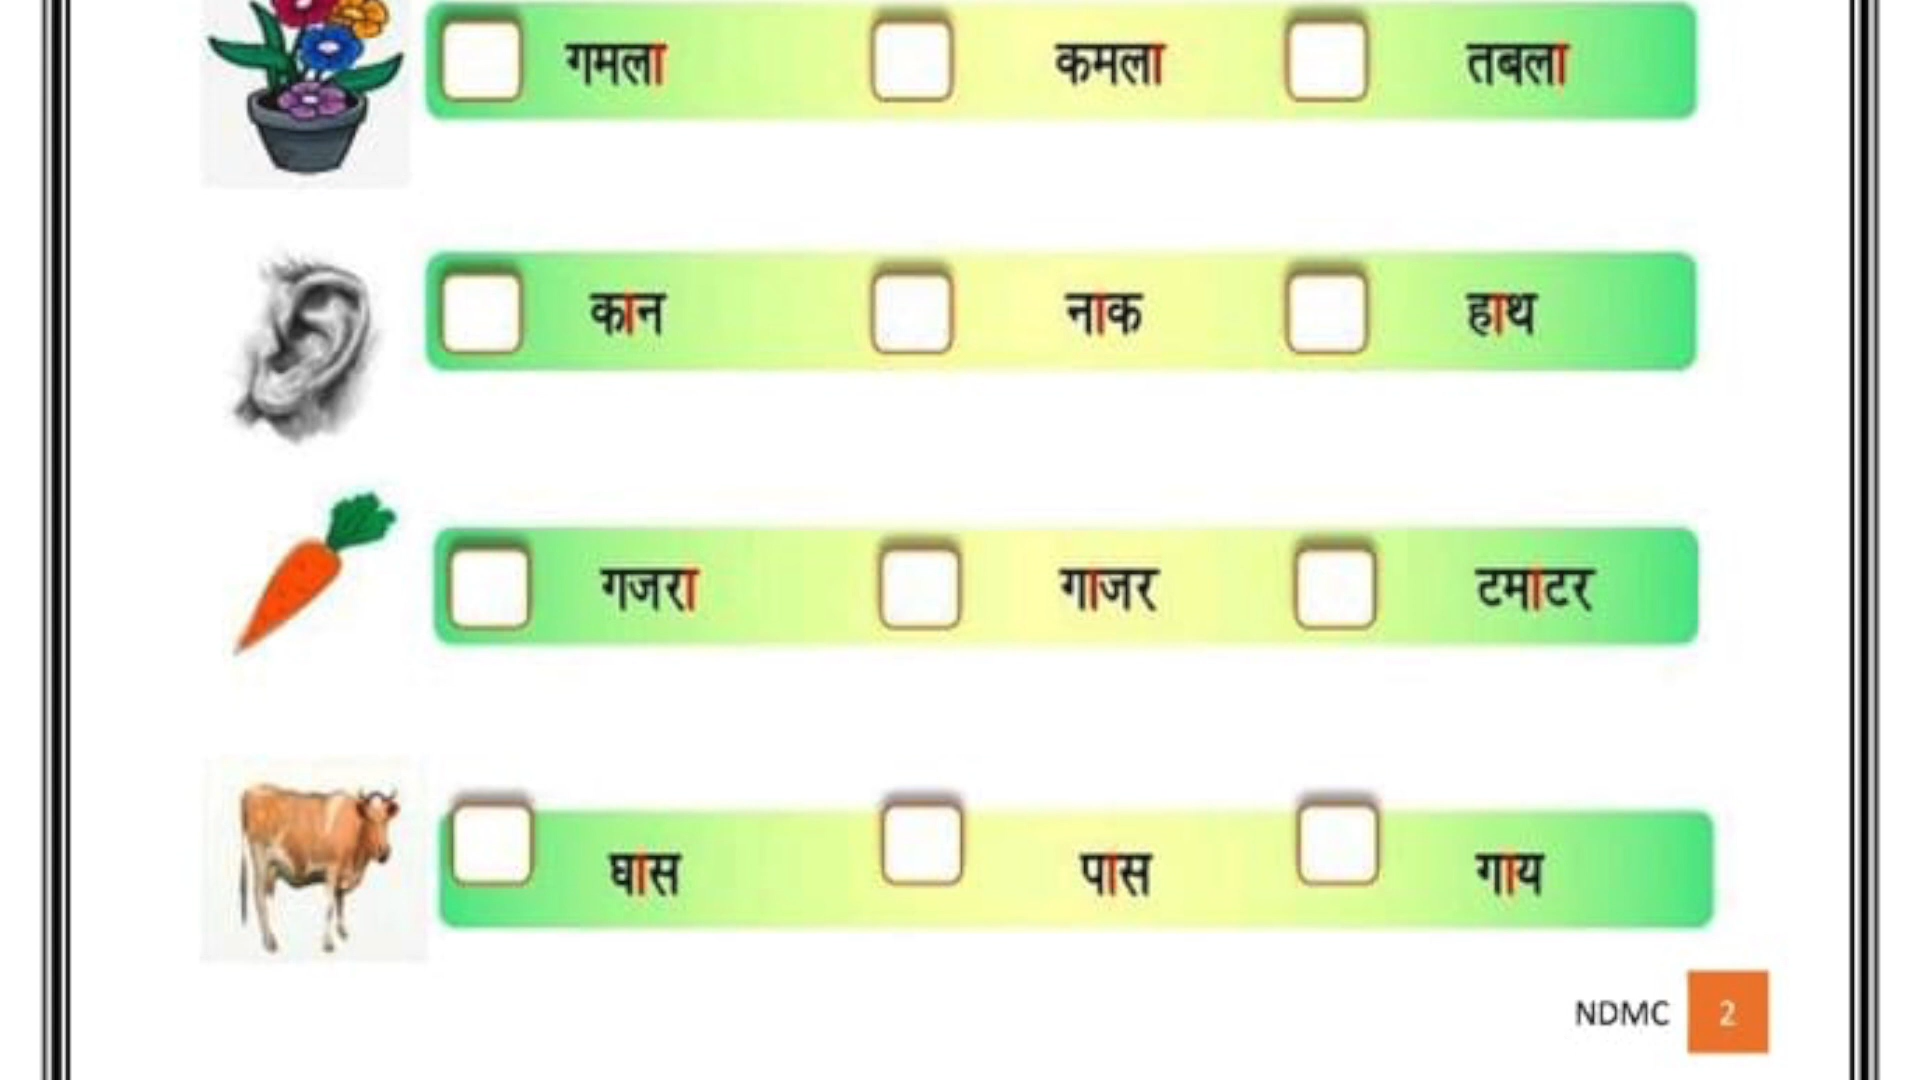 गमला कमला तबला
कान नाक हाथ
गजरा गाजर टमाटर
घास पास गाय
NDMC 2